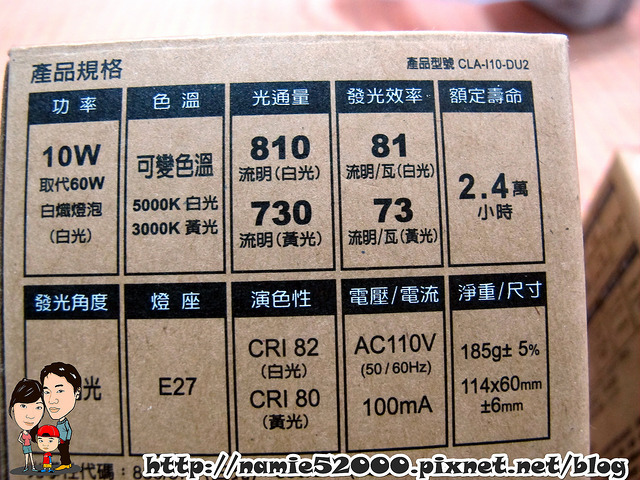 產品規格
產品型號 CLA-I10-DU2
功率
色溫
光通量
發光效率
額定壽命
10W
取代60W
白熾燈泡
(白光)
可變色溫
5000K 白光
3000K 黃光
810
流明(白光)
730
流明(黃光)
81
流明/瓦(白光)
73
流明/瓦(黃光)
2.4萬
小時
發光角度
燈座
演色性
電壓/電流
淨重/尺寸
光
E27
CRI 82
(白光)
CRI 80
(黃光)
AC110V
(50/60Hz)
100mA
185g± 5%
114x60mm
±6mm
代碼：
http://namie52000.pixnet.net/blog